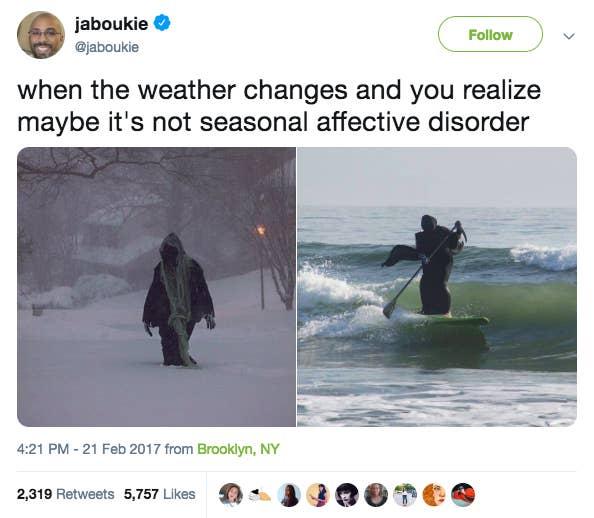 jaboukie
@jaboukie
Follow
when the weather changes and you realize
maybe it's not seasonal affective disorder
4:21 PM - 21 Feb 2017 from Brooklyn, NY
2,319 Retweets 5,757 Likes